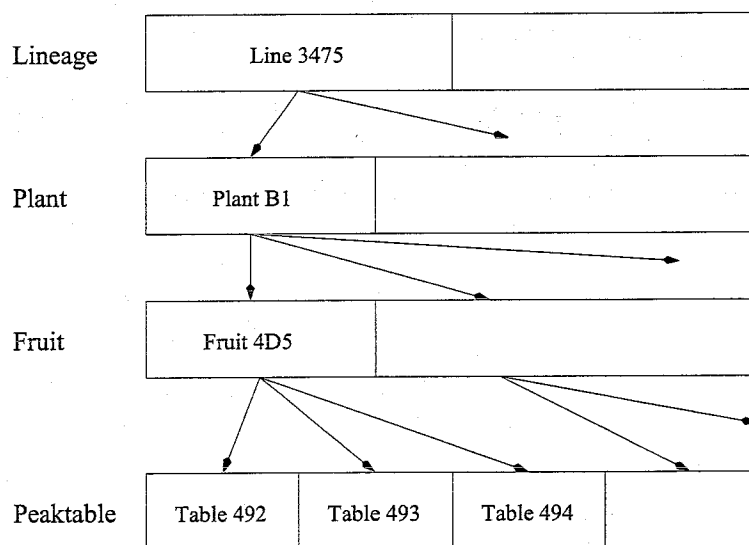 Lineage
Line 3475
Plant
Plant B1
Fruit
Fruit 4D5
Peaktable
Table 492
Table 493
Table 494